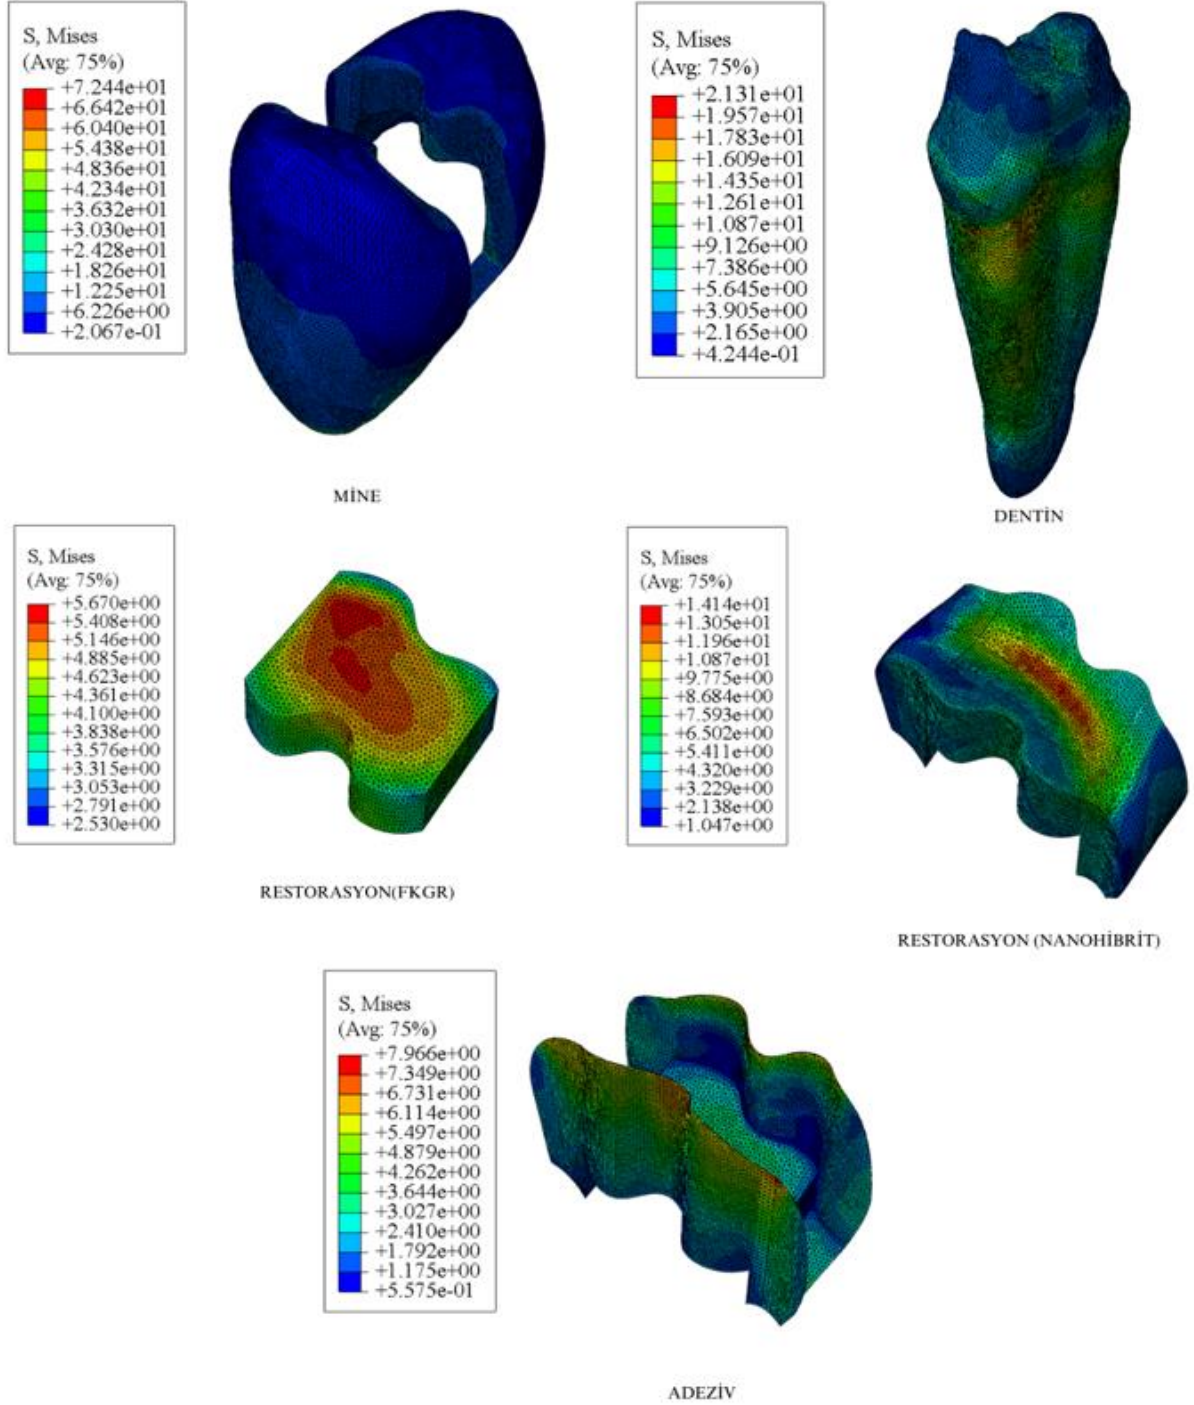 S, Mises
(Avg: 75%)
+7.244e+01
+6.642e+01
+6.040e+01
+5.438e+01
+4.836e+01
+4.234e+01
+3.632e+01
+3.030e+01
+2.428e+01
+1.826e+01
+1.225e+01
+6.226e+00
+2.067e-01
MİNE
S, Mises
(Avg: 75%)
+2.131e+01
+1.957e+01
+1.783e+01
+1.609e+01
+1.435e+01
+1.261e+01
+1.087e+01
+9.126e+00
+7.386e+00
+5.645e+00
+3.905e+00
+2.165e+00
+4.244e-01
DENTİN
S, Mises
(Avg: 75%)
+5.670e+00
+5.408e+00
+5.146e+00
+4.885e+00
+4.623e+00
+4.361e+00
+4.100e+00
+3.838e+00
+3.576e+00
+3.315e+00
+3.053e+00
+2.791e+00
+2.530e+00
RESTORASYON(FKGR)
S, Mises
(Avg: 75%)
+1.414e+01
+1.305e+01
+1.196e+01
+1.087e+01
+9.775e+00
+8.684e+00
+7.593e+00
+6.502e+00
+5.411e+00
+4.320e+00
+3.229e+00
+2.138e+00
+1.047e+00
RESTORASYON (NANOHİBRİT)
S, Mises
(Avg: 75%)
+7.966e+00
+7.349e+00
+6.731e+00
+6.114e+00
+5.497e+00
+4.879e+00
+4.262e+00
+3.644e+00
+3.027e+00
+2.410e+00
+1.792e+00
+1.175e+00
+5.575e-01
ADEZİV